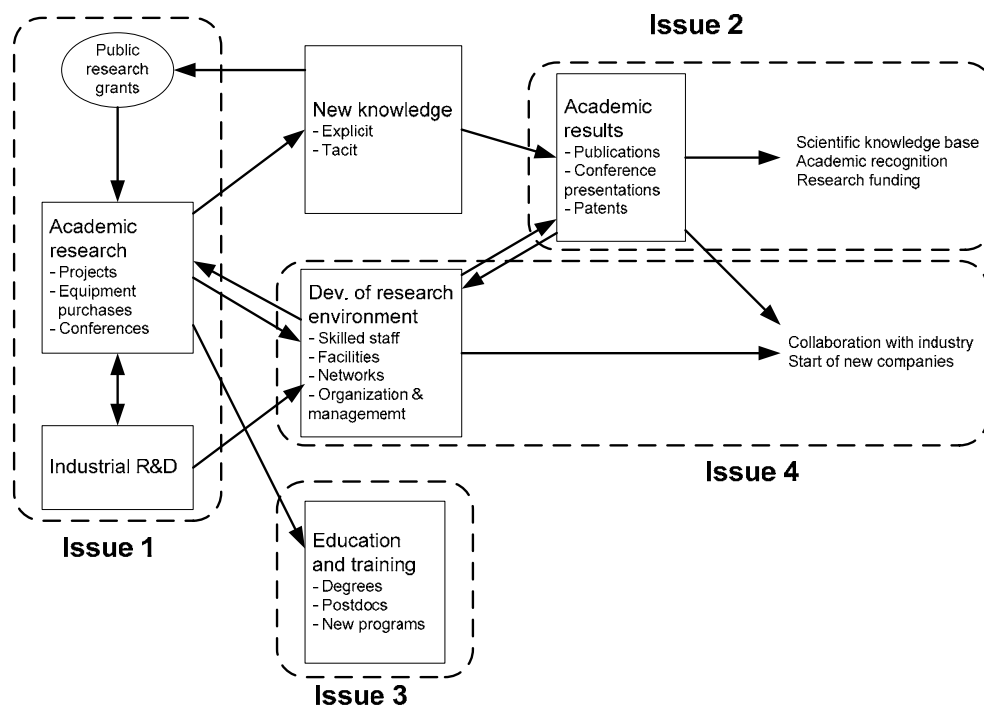 Issue 2
Public
research
grants
New knowledge
- Explicit
- Tacit
Academic
results
- Publications
- Conference
presentations
- Patents
Scientific knowledge base
Academic recognition
Research funding
Academic
research
- Projects
- Equipment
purchases
- Conferences
Dev. of research
environment
- Skilled staff
- Facilities
- Networks
- Organization &
management
Collaboration with industry
Start of new companies
Industrial R&D
Issue 4
Issue 1
Education
and training
- Degrees
- Postdocs
- New programs
Issue 3